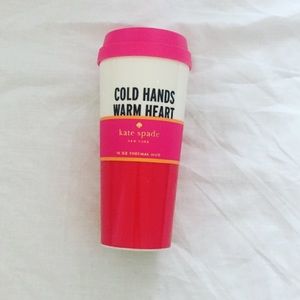 COLD HANDS
WARM HEART
kate spade
NEW YORK
16 OZ THERMAL MUG